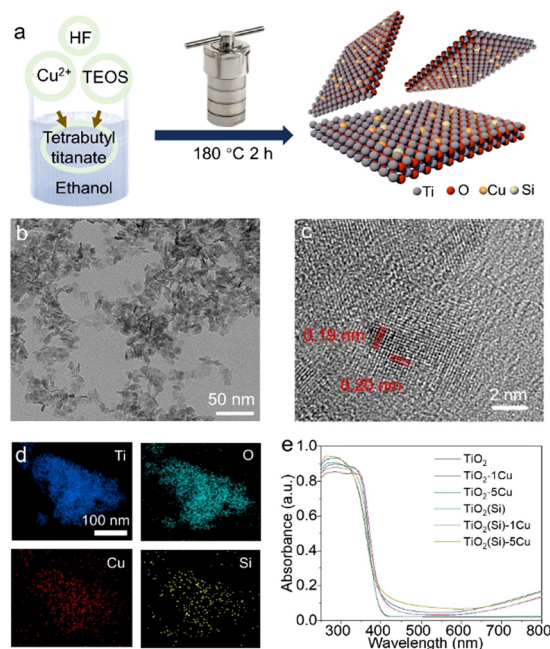 a
HF
Cu²⁺ TEOS
Tetrabutyl
titanate
Ethanol
180 °C 2 h
Ti O Cu Si
b
50 nm
c
0.19 nm
0.20 nm
2 nm
d
Ti
100 nm
O
Cu
Si
e
Absorbance (a.u.)
1.0
0.8
0.6
0.4
0.2
0.0
TiO₂
TiO₂-1Cu
TiO₂-5Cu
TiO₂(Si)
TiO₂(Si)-1Cu
TiO₂(Si)-5Cu
300 400 500 600 700 800
Wavelength (nm)